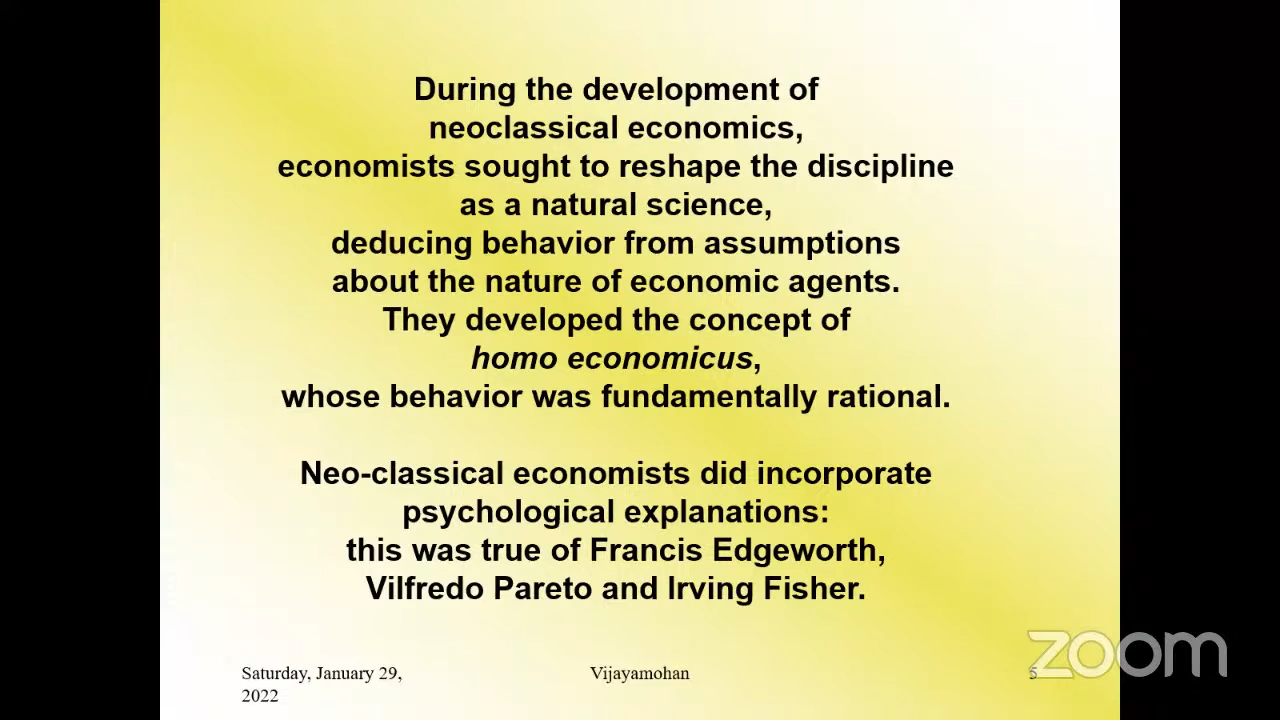 During the development of
neoclassical economics,
economists sought to reshape the discipline
as a natural science,
deducing behavior from assumptions
about the nature of economic agents.
They developed the concept of
homo economicus,
whose behavior was fundamentally rational.
Neo-classical economists did incorporate
psychological explanations:
this was true of Francis Edgeworth,
Vilfredo Pareto and Irving Fisher.
Saturday, January 29,
2022
Vijayamohan
5
zoom